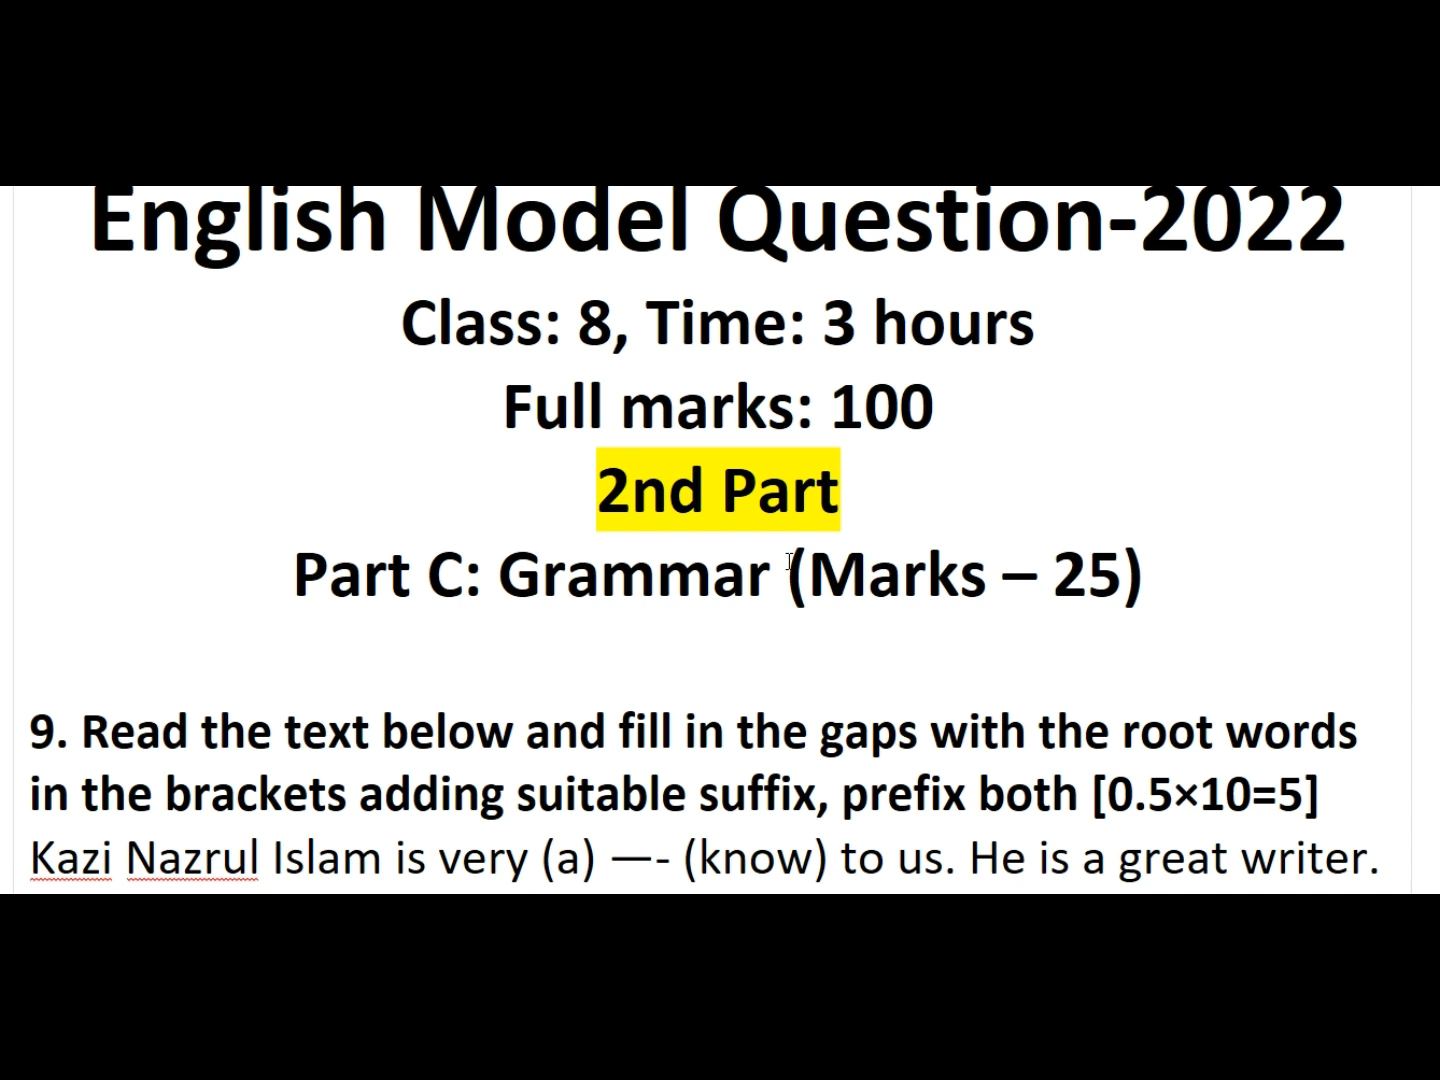 English Model Question-2022
Class: 8, Time: 3 hours
Full marks: 100
2nd Part
Part C: Grammar (Marks – 25)
9. Read the text below and fill in the gaps with the root words
in the brackets adding suitable suffix, prefix both [0.5×10=5]
Kazi Nazrul Islam is very (a) —- (know) to us. He is a great writer.